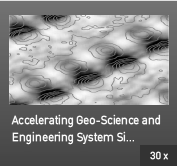 Accelerating Geo-Science and
Engineering System Si...
30 x